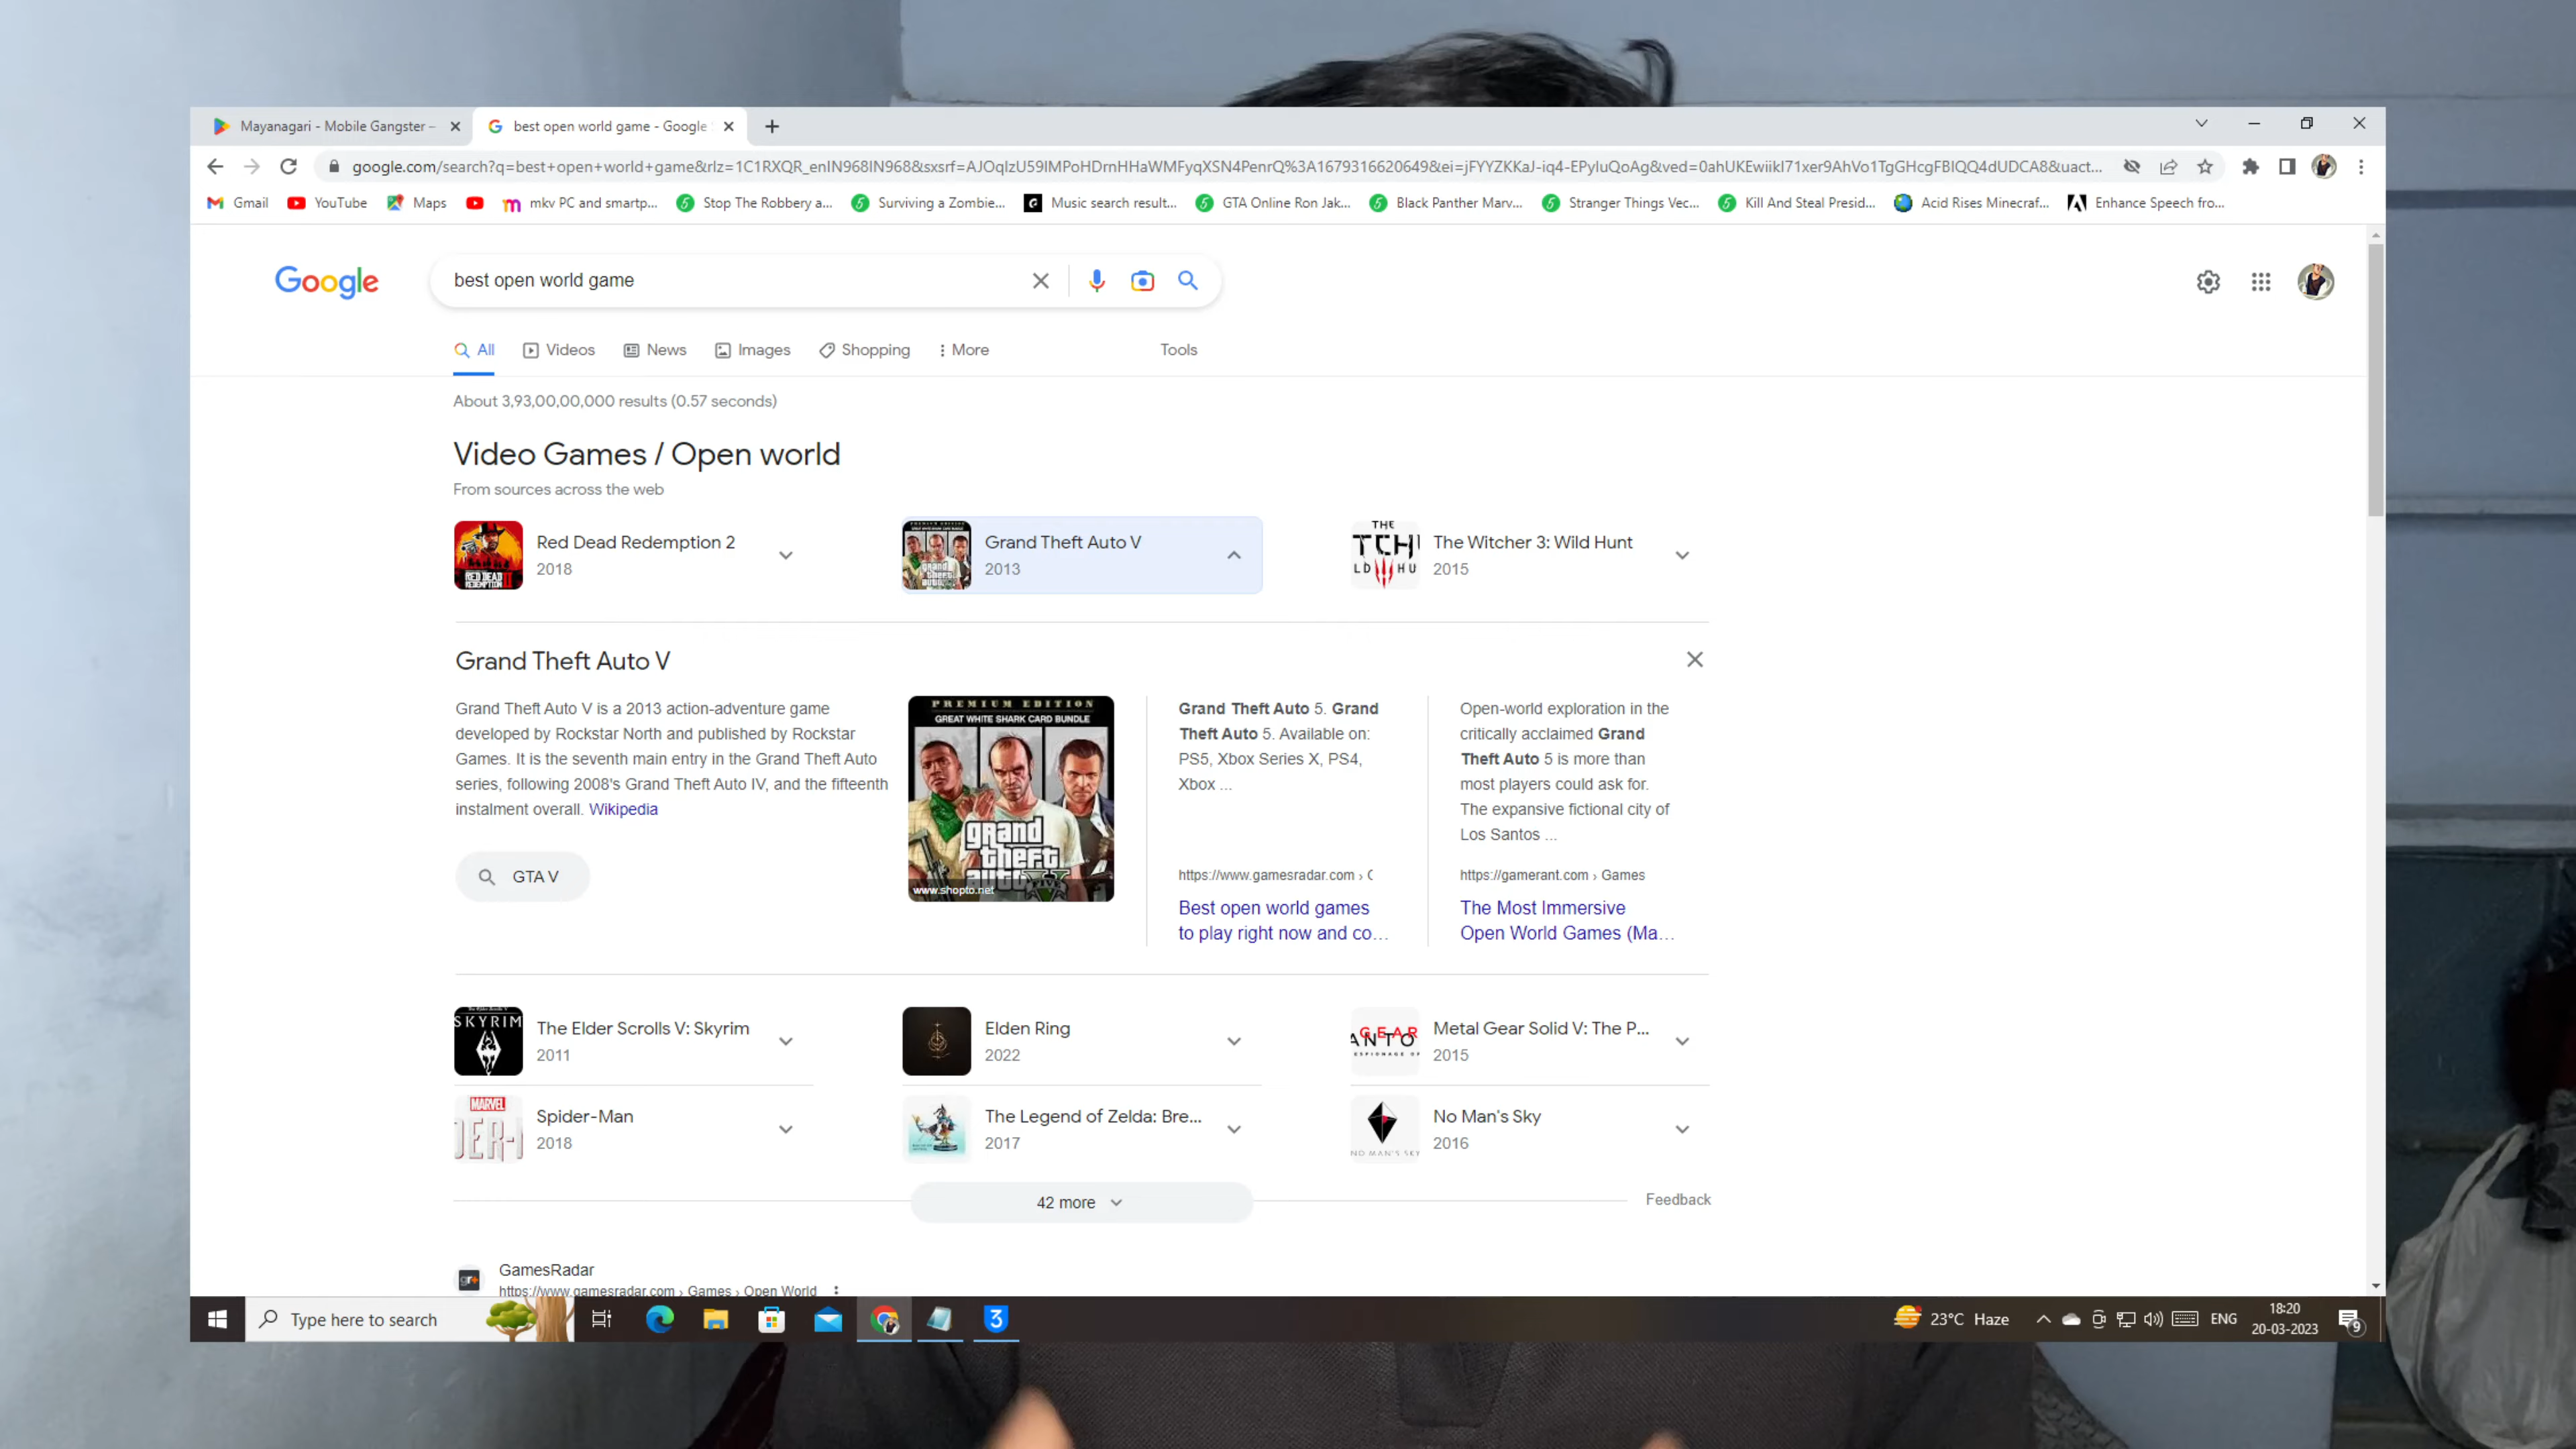 Mayanagari - Mobile Gangster –
best open world game - Google
google.com/search?q=best+open+world+game&rlz=1C1RXQR_enIN968IN968&sxsrf=AJOqlzU59IMPoHDrnHHaWMFyqXSN4PenrQ%3A1679316620649&ei=jFYYZKKaJ-iq4-EPyIuQoAg&ved=0ahUKEwiikI71xer9AhVo1TgGHcgFBIQQ4dUDCA8&uact...
Gmail YouTube Maps mkv PC and smartp... Stop The Robbery a... Surviving a Zombie... Music search result... GTA Online Ron Jak... Black Panther Marv... Stranger Things Vec... Kill And Steal Presid... Acid Rises Minecraf... Enhance Speech fro...
Google best open world game
All Videos News Images Shopping More Tools
About 3,93,00,00,000 results (0.57 seconds)
Video Games / Open world
From sources across the web
Red Dead Redemption 2
2018
Grand Theft Auto V
2013
The Witcher 3: Wild Hunt
2015
Grand Theft Auto V
Grand Theft Auto V is a 2013 action-adventure game
developed by Rockstar North and published by Rockstar
Games. It is the seventh main entry in the Grand Theft Auto
series, following 2008's Grand Theft Auto IV, and the fifteenth
instalment overall. Wikipedia
GTA V
PREMIUM EDITION
GREAT WHITE SHARK CARD BUNDLE
grand
theft
auto
FIVE
www.shopto.net
Grand Theft Auto 5. Grand
Theft Auto 5. Available on:
PS5, Xbox Series X, PS4,
Xbox ...
https://www.gamesradar.com ›
Best open world games
to play right now and co...
Open-world exploration in the
critically acclaimed Grand
Theft Auto 5 is more than
most players could ask for.
The expansive fictional city of
Los Santos ...
https://gamerant.com › Games
The Most Immersive
Open World Games (Ma...
SKYRIM
The Elder Scrolls V: Skyrim
2011
Elden Ring
2022
Metal Gear Solid V: The P...
2015
MARVEL
Spider-Man
2018
The Legend of Zelda: Bre...
2017
NO MAN'S SKY
No Man's Sky
2016
42 more
Feedback
gr+
GamesRadar
https://www.gamesradar.com › Games › Open World
Type here to search
23°C Haze
ENG
18:20
20-03-2023
9